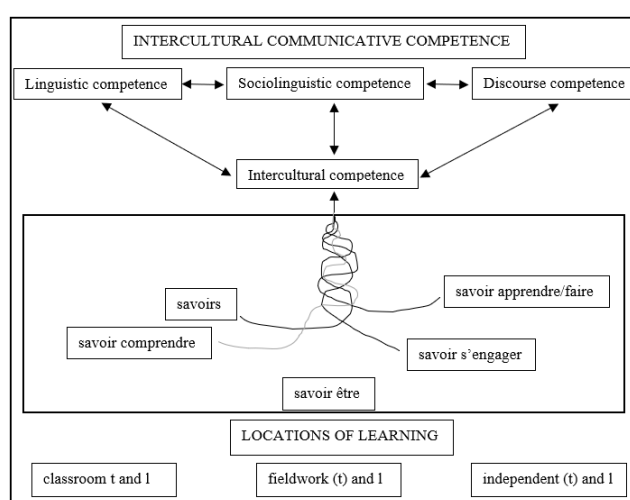 INTERCULTURAL COMMUNICATIVE COMPETENCE
Linguistic competence
Sociolinguistic competence
Discourse competence
Intercultural competence
savoir apprendre/faire
savoirs
savoir comprendre
savoir s’engager
savoir être
LOCATIONS OF LEARNING
classroom t and l
fieldwork (t) and l
independent (t) and l